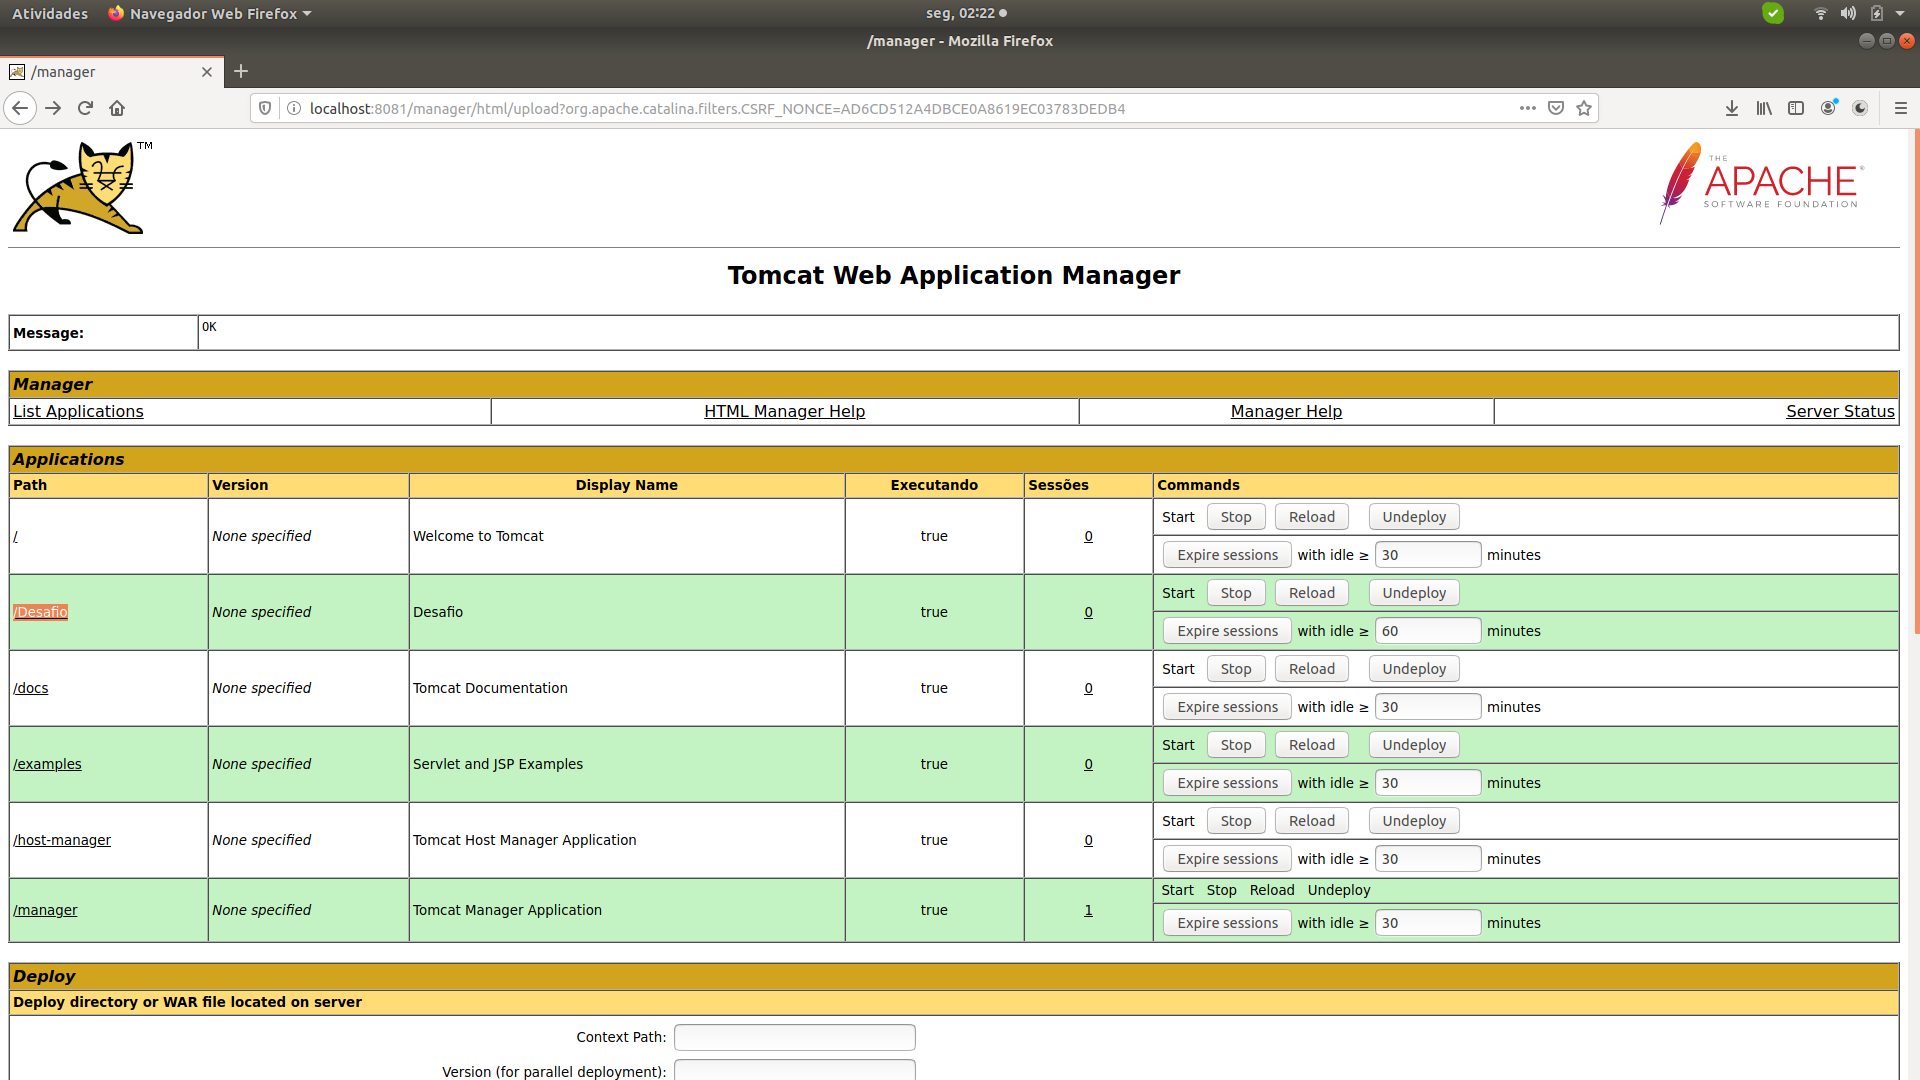 Atividades Navegador Web Firefox seg, 02:22
/manager - Mozilla Firefox
/manager
localhost:8081/manager/html/upload?org.apache.catalina.filters.CSRF_NONCE=AD6CD512A4DBCE0A8619EC03783DEDB4
TM
THE
APACHE®
SOFTWARE FOUNDATION
Tomcat Web Application Manager
Message: OK
Manager
List Applications HTML Manager Help Manager Help Server Status
Applications
Path Version Display Name Executando Sessões Commands
/ None specified Welcome to Tomcat true 0 Start Stop Reload Undeploy
Expire sessions with idle ≥ 30 minutes
/Desafio None specified Desafio true 0 Start Stop Reload Undeploy
Expire sessions with idle ≥ 60 minutes
/docs None specified Tomcat Documentation true 0 Start Stop Reload Undeploy
Expire sessions with idle ≥ 30 minutes
/examples None specified Servlet and JSP Examples true 0 Start Stop Reload Undeploy
Expire sessions with idle ≥ 30 minutes
/host-manager None specified Tomcat Host Manager Application true 0 Start Stop Reload Undeploy
Expire sessions with idle ≥ 30 minutes
/manager None specified Tomcat Manager Application true 1 Start Stop Reload Undeploy
Expire sessions with idle ≥ 30 minutes
Deploy
Deploy directory or WAR file located on server
Context Path:
Version (for parallel deployment):